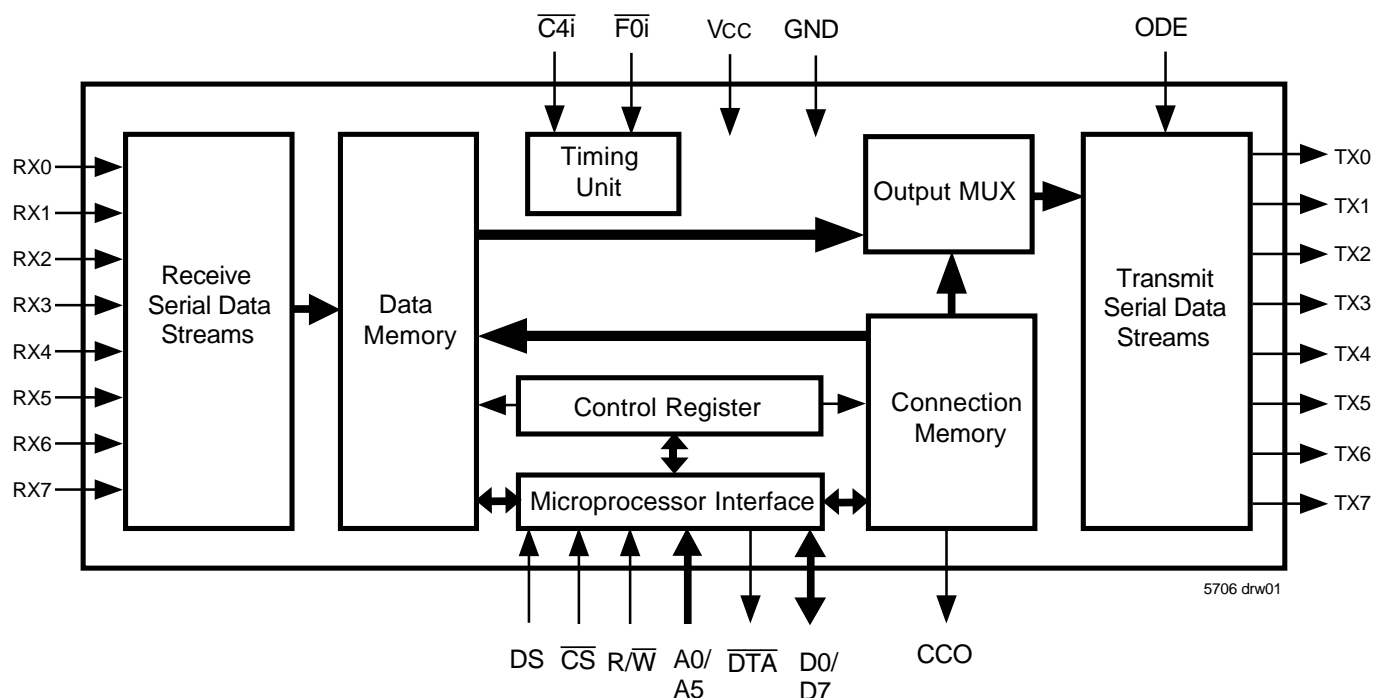 C4i F0i VCC GND ODE
RX0
RX1
RX2
RX3
RX4
RX5
RX6
RX7
Receive
Serial Data
Streams
Data
Memory
Timing
Unit
Output MUX
Control Register
Microprocessor Interface
Connection
Memory
Transmit
Serial Data
Streams
TX0
TX1
TX2
TX3
TX4
TX5
TX6
TX7
5706 drw01
DS CS R/W A0/
A5 DTA D0/
D7 CCO